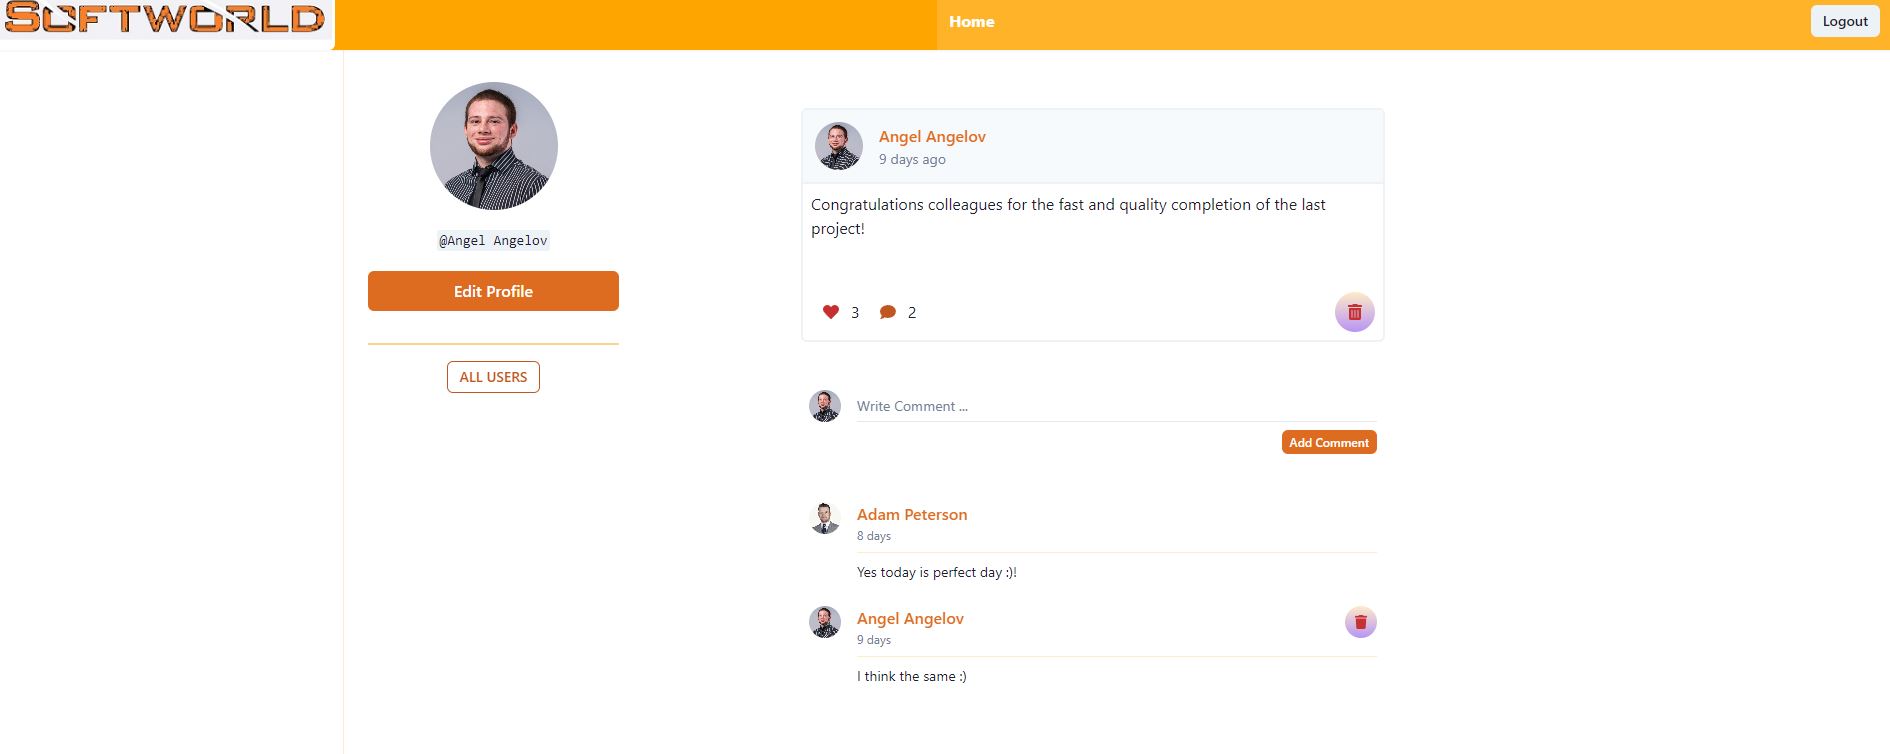 SOFTWORLD
Home
Logout
@Angel Angelov
Edit Profile
ALL USERS
Angel Angelov
9 days ago
Congratulations colleagues for the fast and quality completion of the last
project!
3 2
Write Comment ...
Add Comment
Adam Peterson
8 days
Yes today is perfect day :)!
Angel Angelov
9 days
I think the same :)